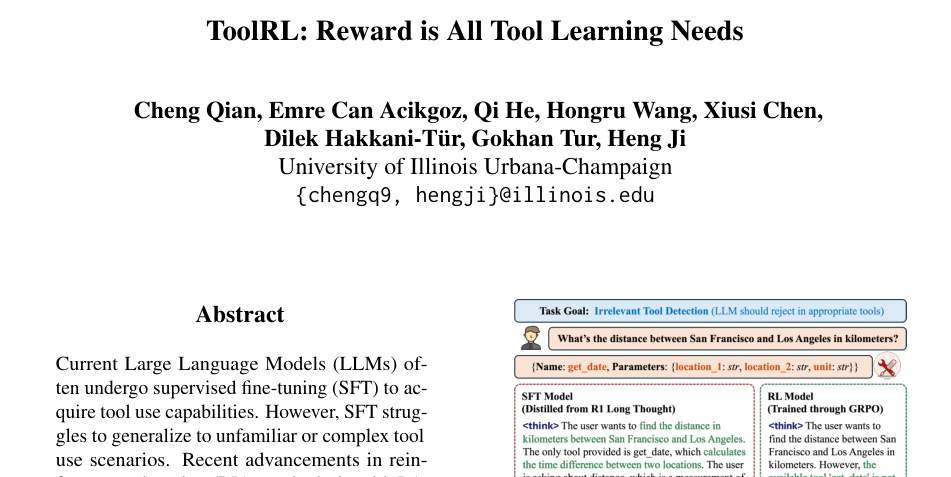 ToolRL: Reward is All Tool Learning Needs
Cheng Qian, Emre Can Acikgoz, Qi He, Hongru Wang, Xiusi Chen,
Dilek Hakkani-Tür, Gokhan Tur, Heng Ji
University of Illinois Urbana-Champaign
{chengq9, hengji}@illinois.edu
Abstract
Current Large Language Models (LLMs) of-
ten undergo supervised fine-tuning (SFT) to ac-
quire tool use capabilities. However, SFT strug-
gles to generalize to unfamiliar or complex tool
use scenarios. Recent advancements in rein-
Task Goal: Irrelevant Tool Detection (LLM should reject in appropriate tools)
What's the distance between San Francisco and Los Angeles in kilometers?
{Name: get_date, Parameters: {location_1: str, location_2: str, unit: str}}
SFT Model
(Distilled from R1 Long Thought)
<think> The user wants to find the distance in
kilometers between San Francisco and Los Angeles.
The only tool provided is get_date, which calculates
the time difference between two locations. The user
RL Model
(Trained through GRPO)
<think> The user wants to
find the distance between San
Francisco and Los Angeles in
kilometers. However, the